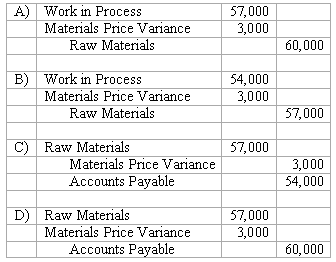 A) Work in Process 57,000
Materials Price Variance 3,000
Raw Materials 60,000
B) Work in Process 54,000
Materials Price Variance 3,000
Raw Materials 57,000
C) Raw Materials 57,000
Materials Price Variance 3,000
Accounts Payable 54,000
D) Raw Materials 57,000
Materials Price Variance 3,000
Accounts Payable 60,000